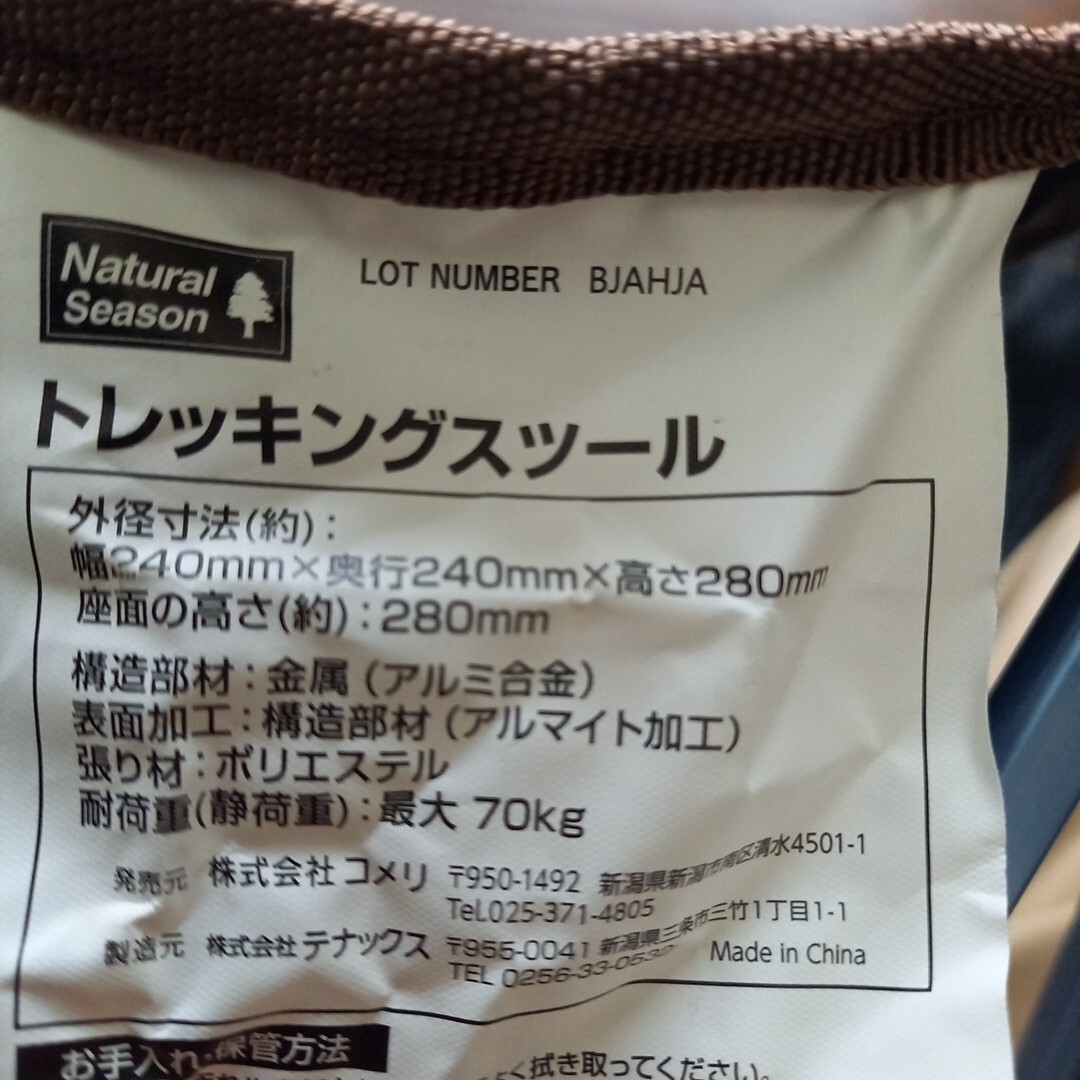 Natural
Season
LOT NUMBER BJAHJA
トレッキングスツール
外径寸法(約):
幅240mm×奥行240mm×高さ280mm
座面の高さ(約):280mm
構造部材:金属(アルミ合金)
表面加工:構造部材(アルマイト加工)
張り材:ポリエステル
耐荷重(静荷重):最大 70kg
発売元 株式会社コメリ 〒950-1492 新潟県新潟市南区清水4501-1
TeL025-371-4805
製造元 株式会社テナックス 〒955-0041 新潟県三条市三竹1丁目1-1
TEL 0256-33-0532 Made in China
お手入れ・保管方法
拭き取ってください。